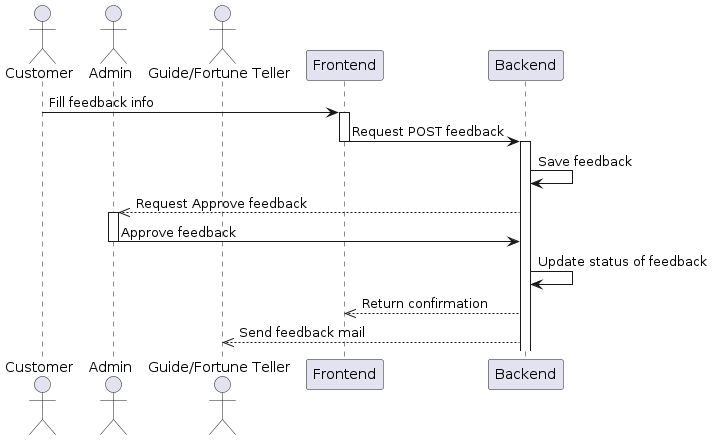 Customer
Admin
Guide/Fortune Teller
Frontend
Backend
Fill feedback info
Request POST feedback
Save feedback
Request Approve feedback
Approve feedback
Update status of feedback
Return confirmation
Send feedback mail
Customer
Admin
Guide/Fortune Teller
Frontend
Backend